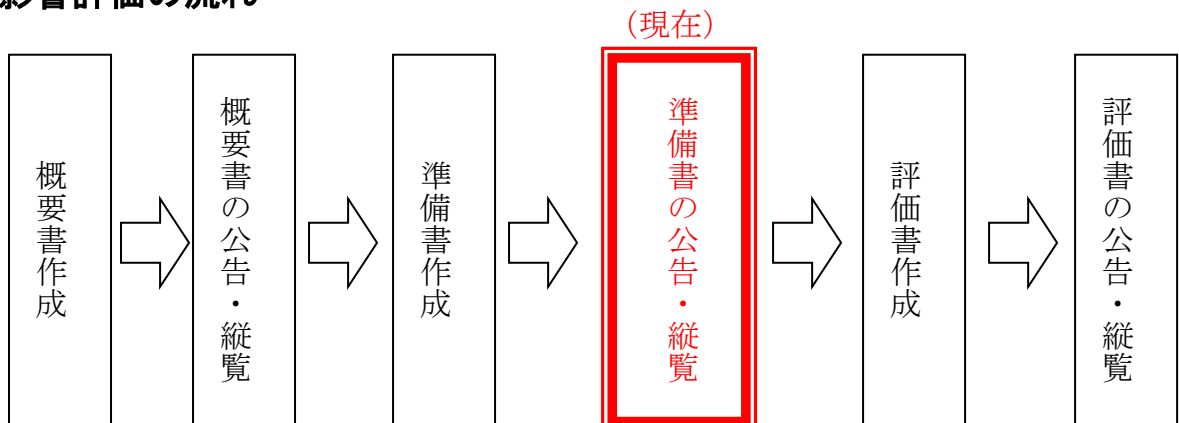 影響評価の流れ
（現在）
概要書作成
概要書の公告・縦覧
準備書作成
準備書の公告・縦覧
評価書作成
評価書の公告・縦覧